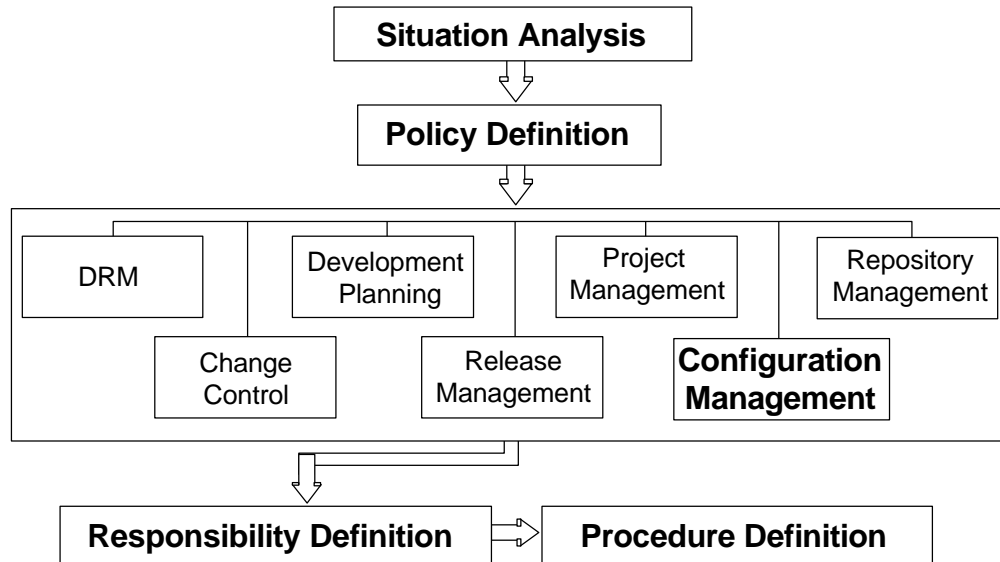 Situation Analysis
Policy Definition
DRM
Development
Planning
Project
Management
Repository
Management
Change
Control
Release
Management
Configuration
Management
Responsibility Definition
Procedure Definition